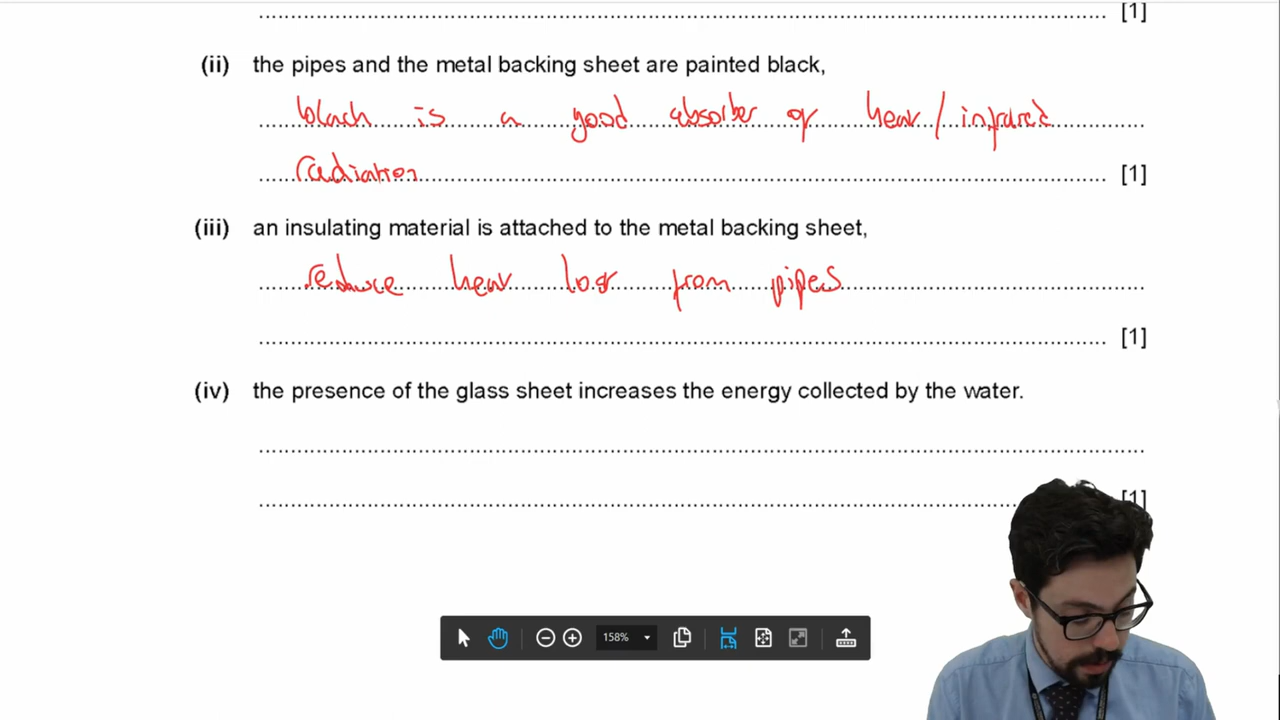 [1]
(ii) the pipes and the metal backing sheet are painted black,
black is a good absorber of heat / infrared
radiation [1]
(iii) an insulating material is attached to the metal backing sheet,
reduce heat loss from pipes
[1]
(iv) the presence of the glass sheet increases the energy collected by the water.
[1]
158%